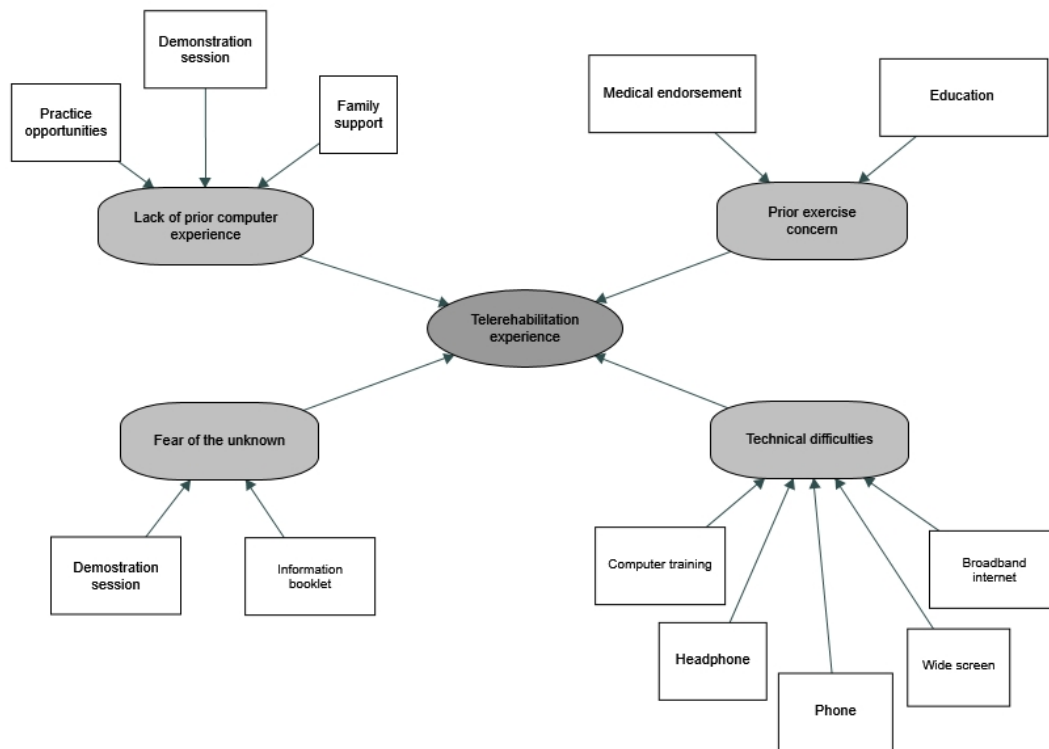 Demonstration
session
Practice
opportunities
Family
support
Medical endorsement
Education
Lack of prior computer
experience
Prior exercise
concern
Telerehabilitation
experience
Fear of the unknown
Technical difficulties
Demostration
session
Information
booklet
Computer training
Broadband
internet
Headphone
Wide screen
Phone